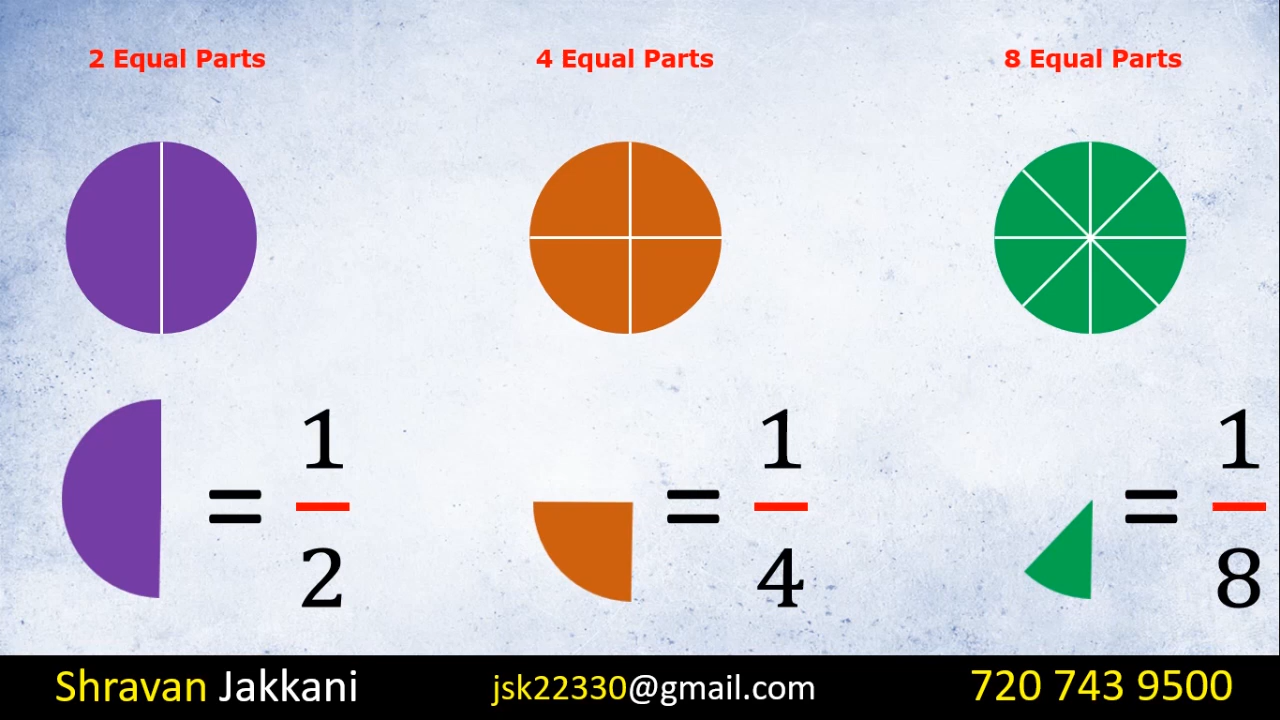 2 Equal Parts
4 Equal Parts
8 Equal Parts
= 1/2
= 1/4
= 1/8
Shravan Jakkani
jsk22330@gmail.com
720 743 9500